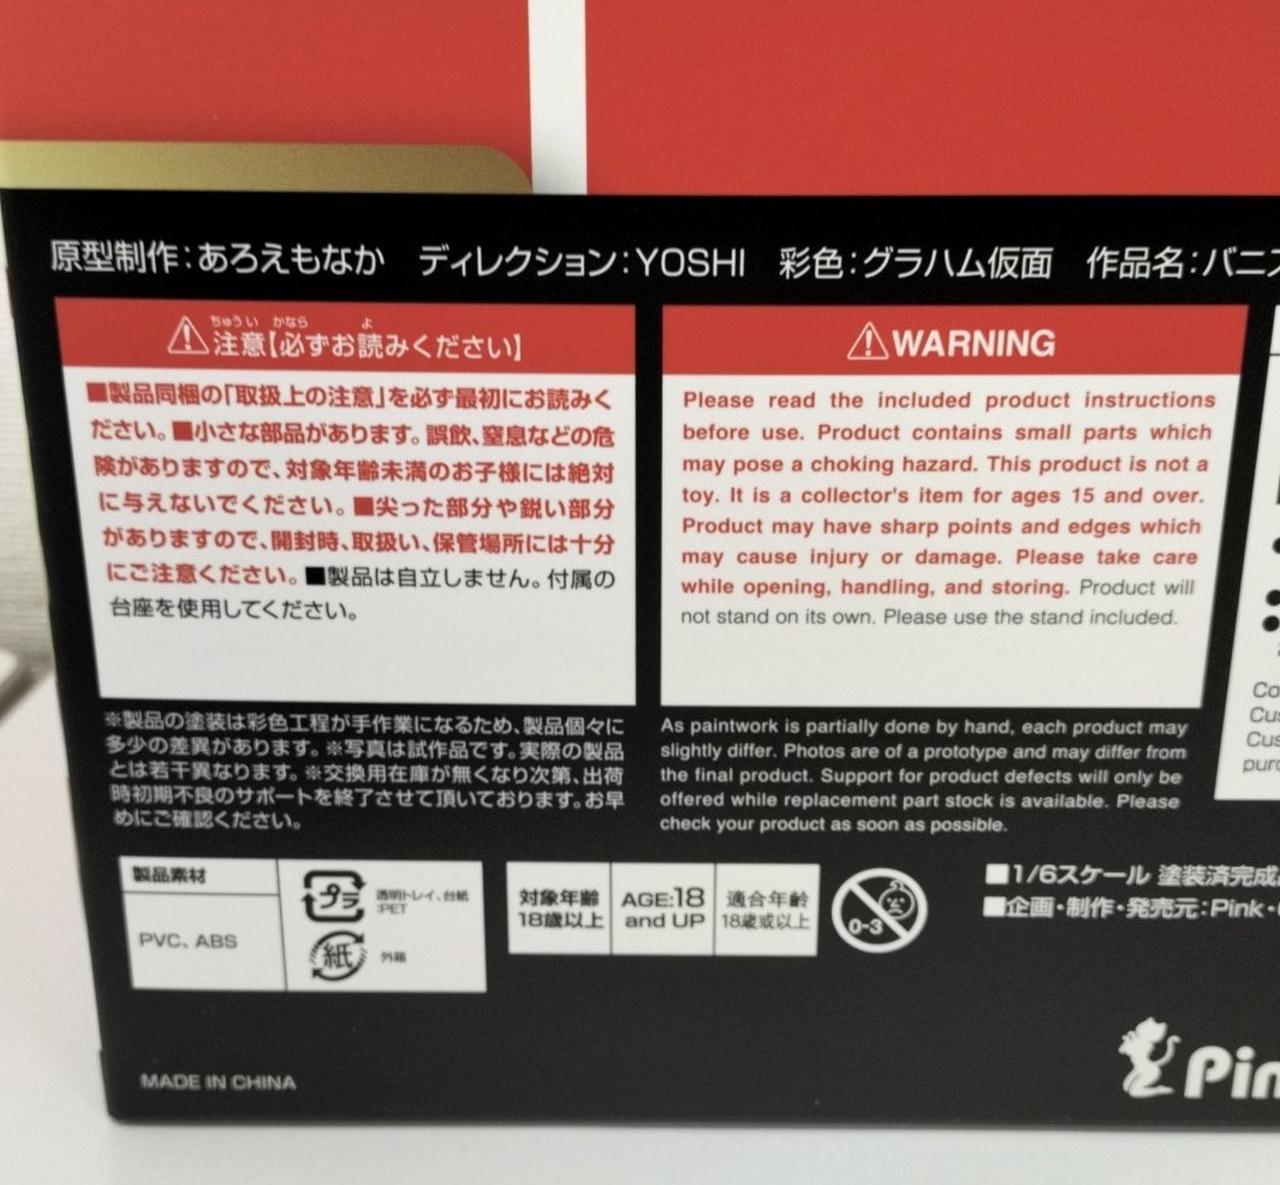 原型制作:あろえもなか ディレクション:YOSHI 彩色:グラハム仮面 作品名:バニ
ちゅうい かなら よ
注意【必ずお読みください】
■製品同梱の「取扱上の注意」を必ず最初にお読みく
ださい。■小さな部品があります。誤飲、窒息などの危
険がありますので、対象年齢未満のお子様には絶対
に与えないでください。■尖った部分や鋭い部分
がありますので、開封時、取扱い、保管場所には十分
にご注意ください。■製品は自立しません。付属の
台座を使用してください。
WARNING
Please read the included product instructions
before use. Product contains small parts which
may pose a choking hazard. This product is not a
toy. It is a collector's item for ages 15 and over.
Product may have sharp points and edges which
may cause injury or damage. Please take care
while opening, handling, and storing. Product will
not stand on its own. Please use the stand included.
※製品の塗装は彩色工程が手作業になるため、製品個々に
多少の差異があります。※写真は試作品です。実際の製品
とは若干異なります。※交換用在庫が無くなり次第、出荷
時初期不良のサポートを終了させて頂いております。お早
めにご確認ください。
As paintwork is partially done by hand, each product may
slightly differ. Photos are of a prototype and may differ from
the final product. Support for product defects will only be
offered while replacement part stock is available. Please
check your product as soon as possible.
Co
Cus
Cus
purc
製品素材
PVC、ABS
プラ
透明トレイ、台紙
:PET
紙
外箱
対象年齢
18歳以上
AGE:18
and UP
適合年齢
18歳或以上
0-3
■1/6スケール 塗装済完成
■企画・制作・発売元:Pink・
Pin
MADE IN CHINA